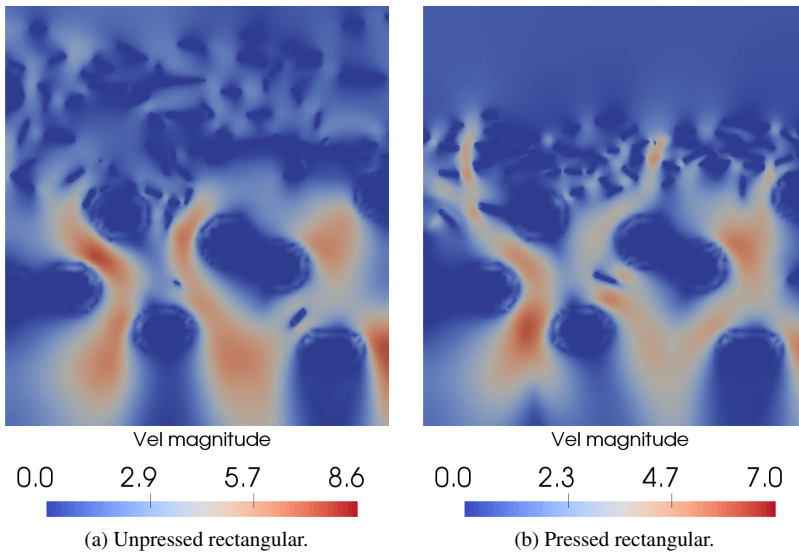 Vel magnitude
0.0 2.9 5.7 8.6
(a) Unpressed rectangular.
Vel magnitude
0.0 2.3 4.7 7.0
(b) Pressed rectangular.